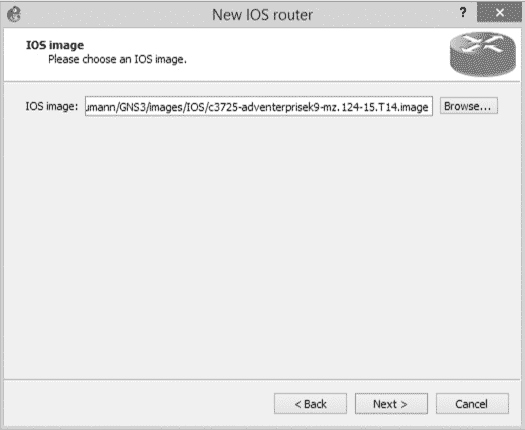 New IOS router
?
IOS image
Please choose an IOS image.
IOS image: umann/GNS3/images/IOS/c3725-adventerprisek9-mz.124-15.T14.image Browse...
< Back Next > Cancel